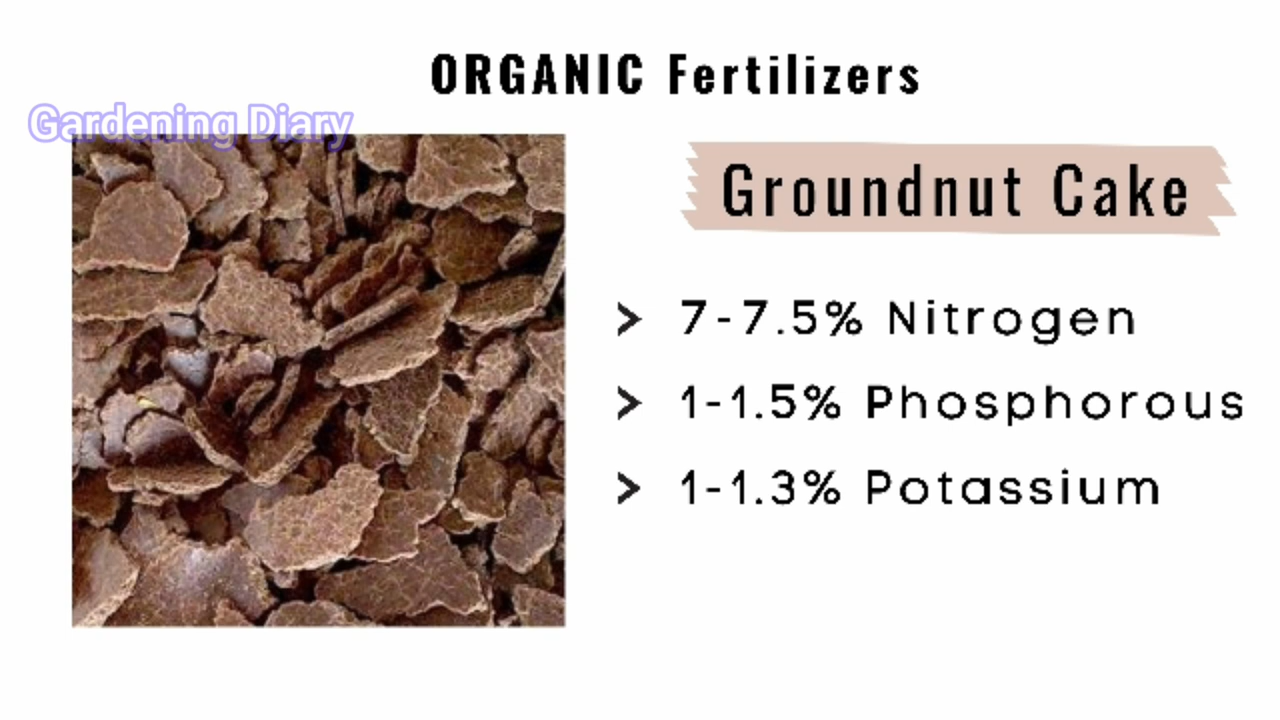 ORGANIC Fertilizers
Gardening Diary
Groundnut Cake
> 7-7.5% Nitrogen
> 1-1.5% Phosphorous
> 1-1.3% Potassium